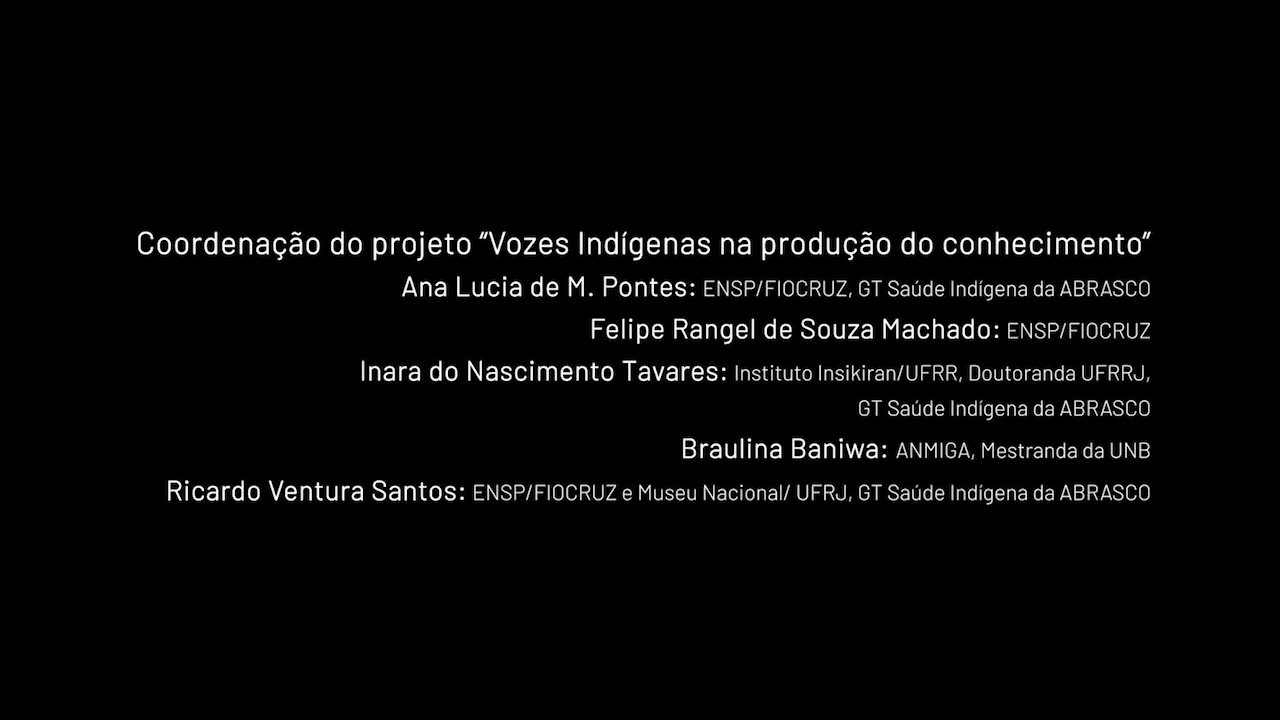 Coordenação do projeto “Vozes Indígenas na produção do conhecimento”
Ana Lucia de M. Pontes: ENSP/FIOCRUZ, GT Saúde Indígena da ABRASCO
Felipe Rangel de Souza Machado: ENSP/FIOCRUZ
Inara do Nascimento Tavares: Instituto Insikiran/UFRR, Doutoranda UFRRJ,
GT Saúde Indígena da ABRASCO
Braulina Baniwa: ANMIGA, Mestranda da UNB
Ricardo Ventura Santos: ENSP/FIOCRUZ e Museu Nacional/ UFRJ, GT Saúde Indígena da ABRASCO